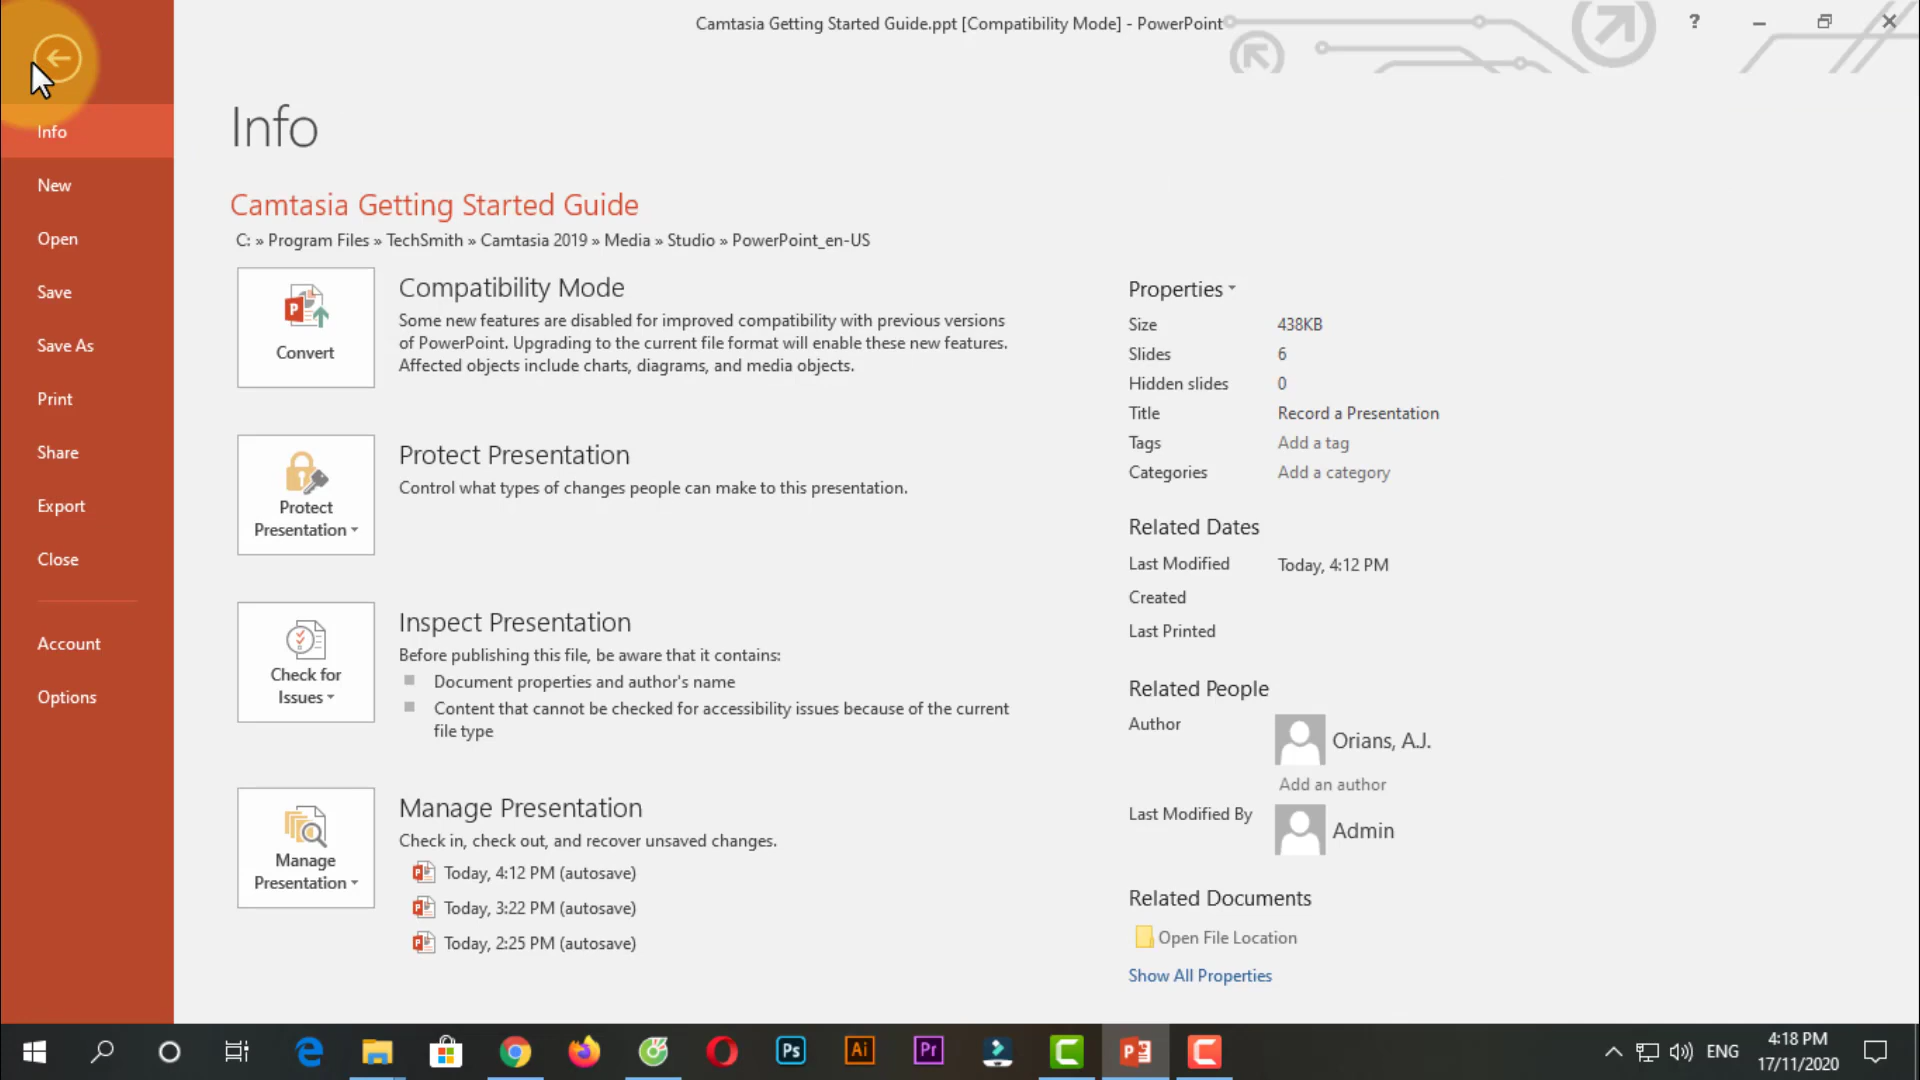 Camtasia Getting Started Guide.ppt [Compatibility Mode] - PowerPoint
?
Info
New
Open
Save
Save As
Print
Share
Export
Close
Account
Options
Info
Camtasia Getting Started Guide
C: » Program Files » TechSmith » Camtasia 2019 » Media » Studio » PowerPoint_en-US
Convert
Compatibility Mode
Some new features are disabled for improved compatibility with previous versions
of PowerPoint. Upgrading to the current file format will enable these new features.
Affected objects include charts, diagrams, and media objects.
Protect
Presentation
Protect Presentation
Control what types of changes people can make to this presentation.
Check for
Issues
Inspect Presentation
Before publishing this file, be aware that it contains:
Document properties and author's name
Content that cannot be checked for accessibility issues because of the current
file type
Manage
Presentation
Manage Presentation
Check in, check out, and recover unsaved changes.
Today, 4:12 PM (autosave)
Today, 3:22 PM (autosave)
Today, 2:25 PM (autosave)
Properties
Size 438KB
Slides 6
Hidden slides 0
Title Record a Presentation
Tags Add a tag
Categories Add a category
Related Dates
Last Modified Today, 4:12 PM
Created
Last Printed
Related People
Author Orians, A.J.
Add an author
Last Modified By Admin
Related Documents
Open File Location
Show All Properties
Ps
Ai
Pr
ENG
4:18 PM
17/11/2020